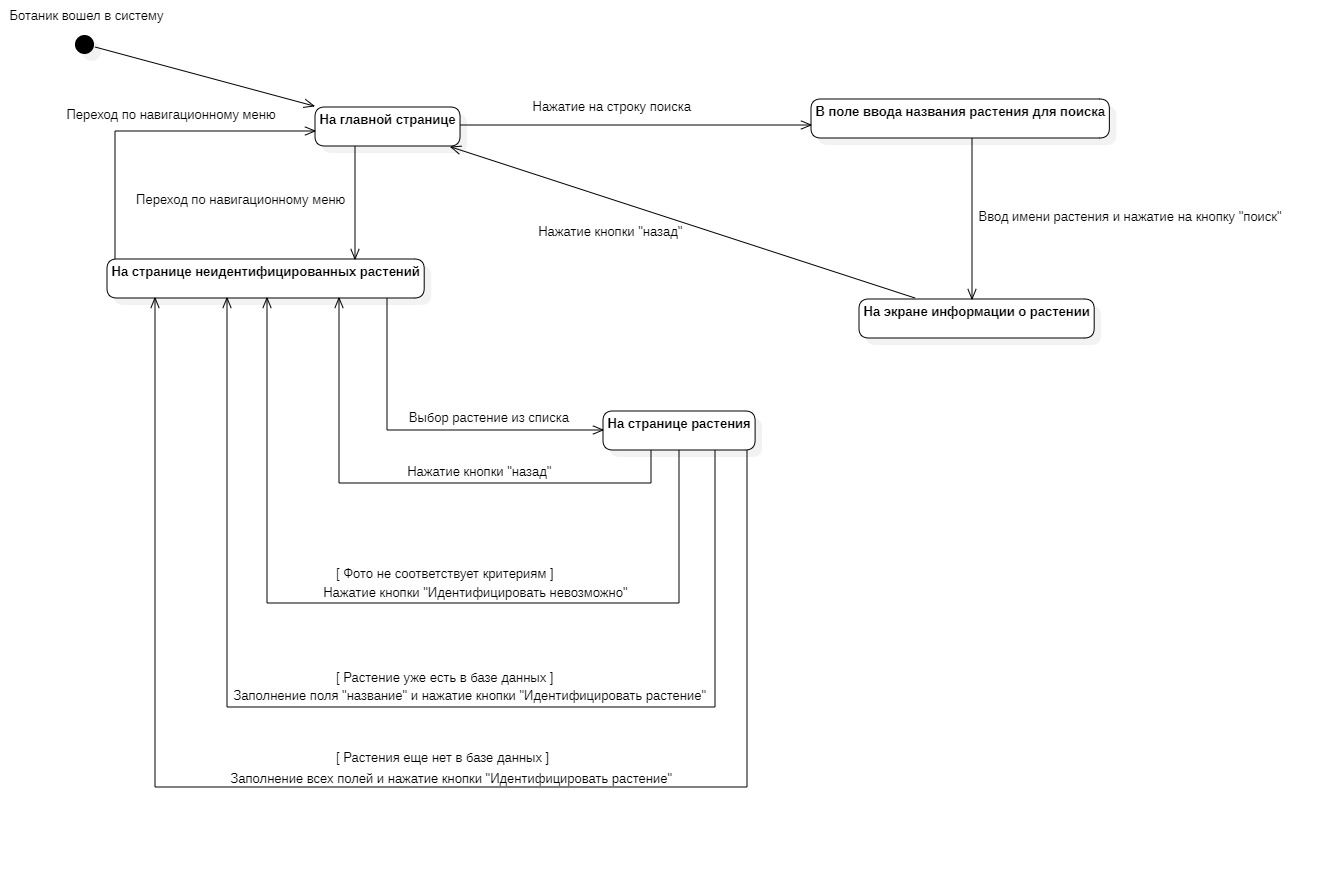 Ботаник вошел в систему
Переход по навигационному меню
На главной странице
Нажатие на строку поиска
В поле ввода названия растения для поиска
Переход по навигационному меню
Нажатие кнопки "назад"
Ввод имени растения и нажатие на кнопку "поиск"
На странице неидентифицированных растений
На экране информации о растении
Выбор растение из списка
На странице растения
Нажатие кнопки "назад"
[ Фото не соответствует критериям ]
Нажатие кнопки "Идентифицировать невозможно"
[ Растение уже есть в базе данных ]
Заполнение поля "название" и нажатие кнопки "Идентифицировать растение"
[ Растения еще нет в базе данных ]
Заполнение всех полей и нажатие кнопки "Идентифицировать растение"